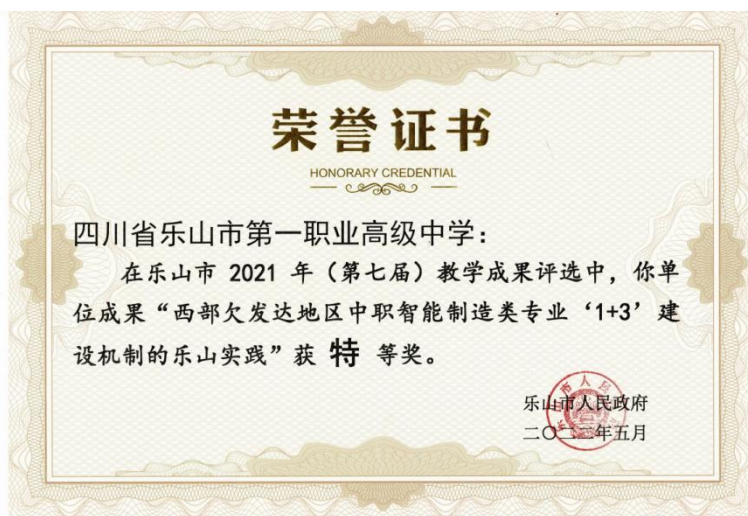 荣誉证书
HONORARY CREDENTIAL
四川省乐山市第一职业高级中学：
在乐山市 2021 年（第七届）教学成果评选中，你单
位成果“西部欠发达地区中职智能制造类专业‘1+3’建
设机制的乐山实践”获 特 等奖。
乐山市人民政府
二〇二二年五月